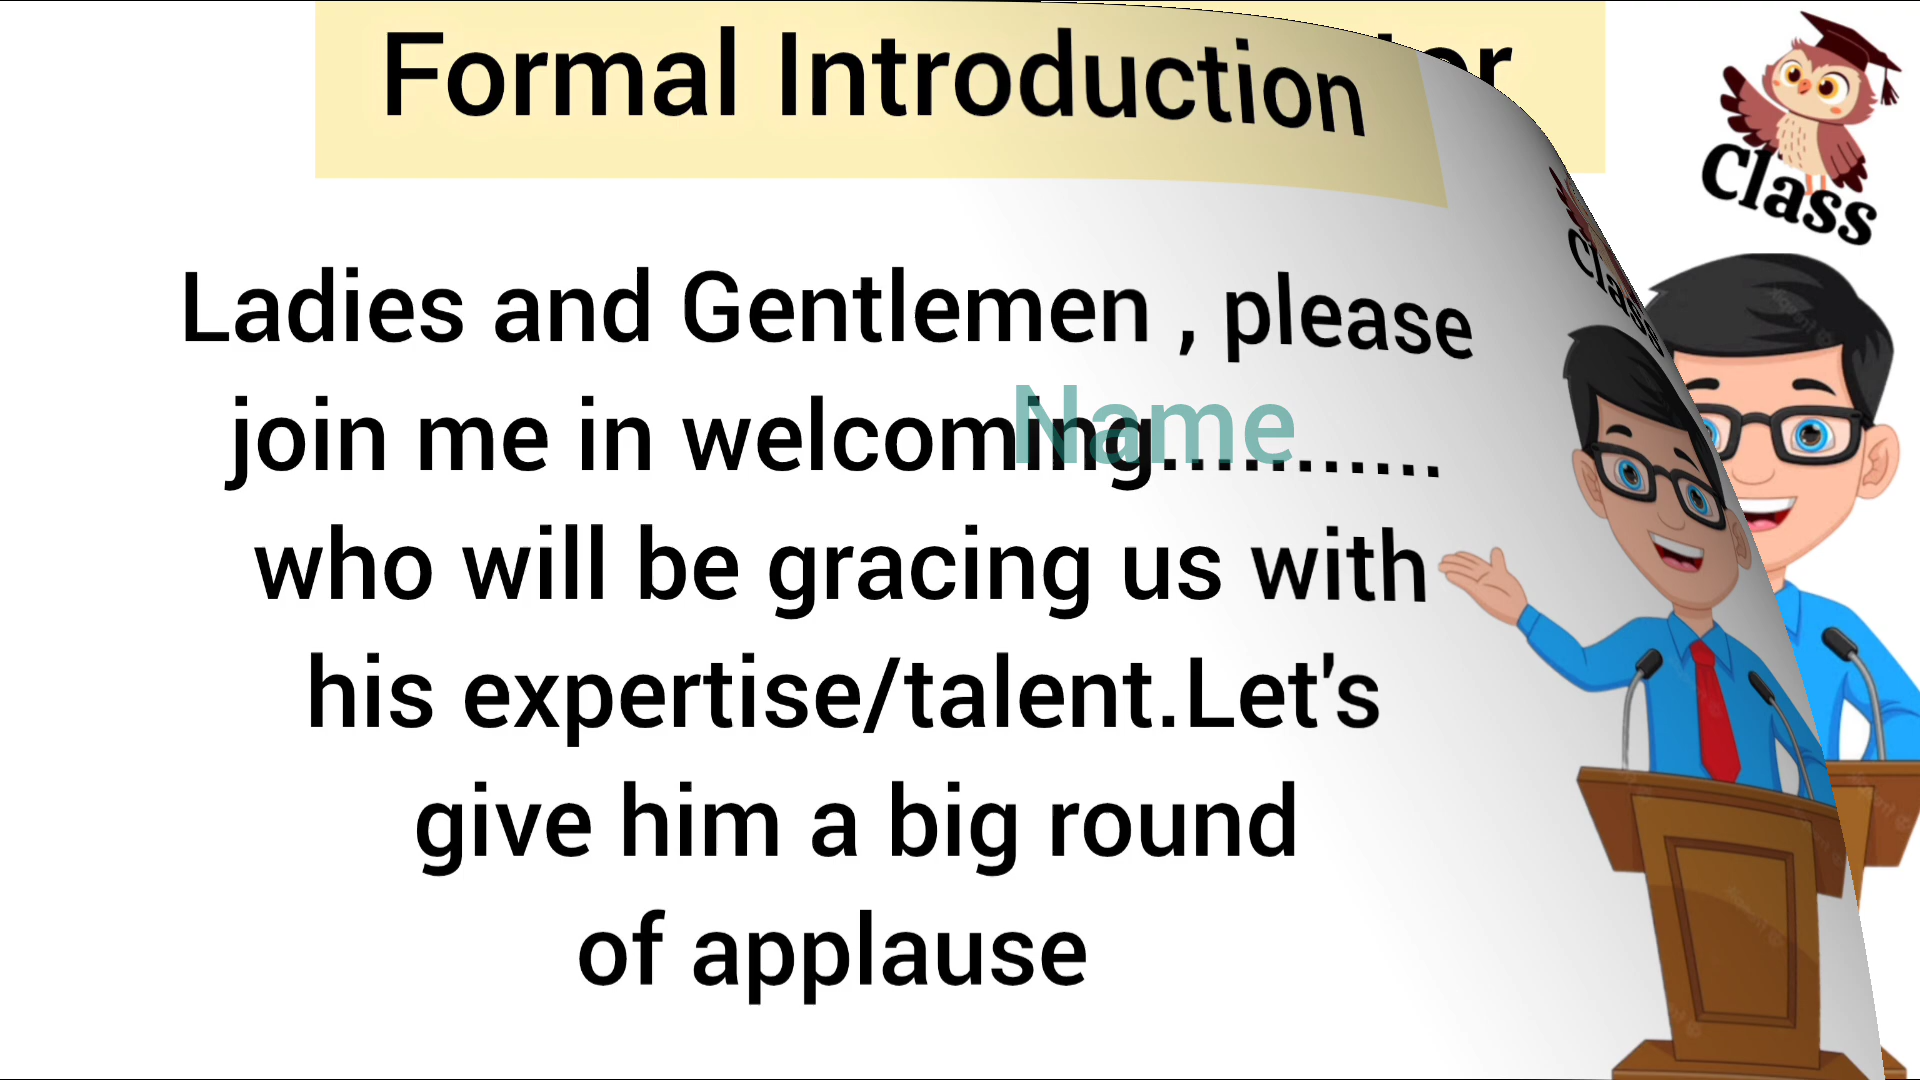 Formal Introduction
Class
Ladies and Gentlemen , please
join me in welcoming...........
Name
who will be gracing us with
his expertise/talent.Let's
give him a big round
of applause